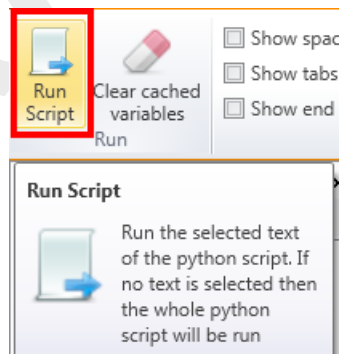 Run
Script
Clear cached
variables
Run
Show spac
Show tabs
Show end
Run Script
Run the selected text
of the python script. If
no text is selected then
the whole python
script will be run